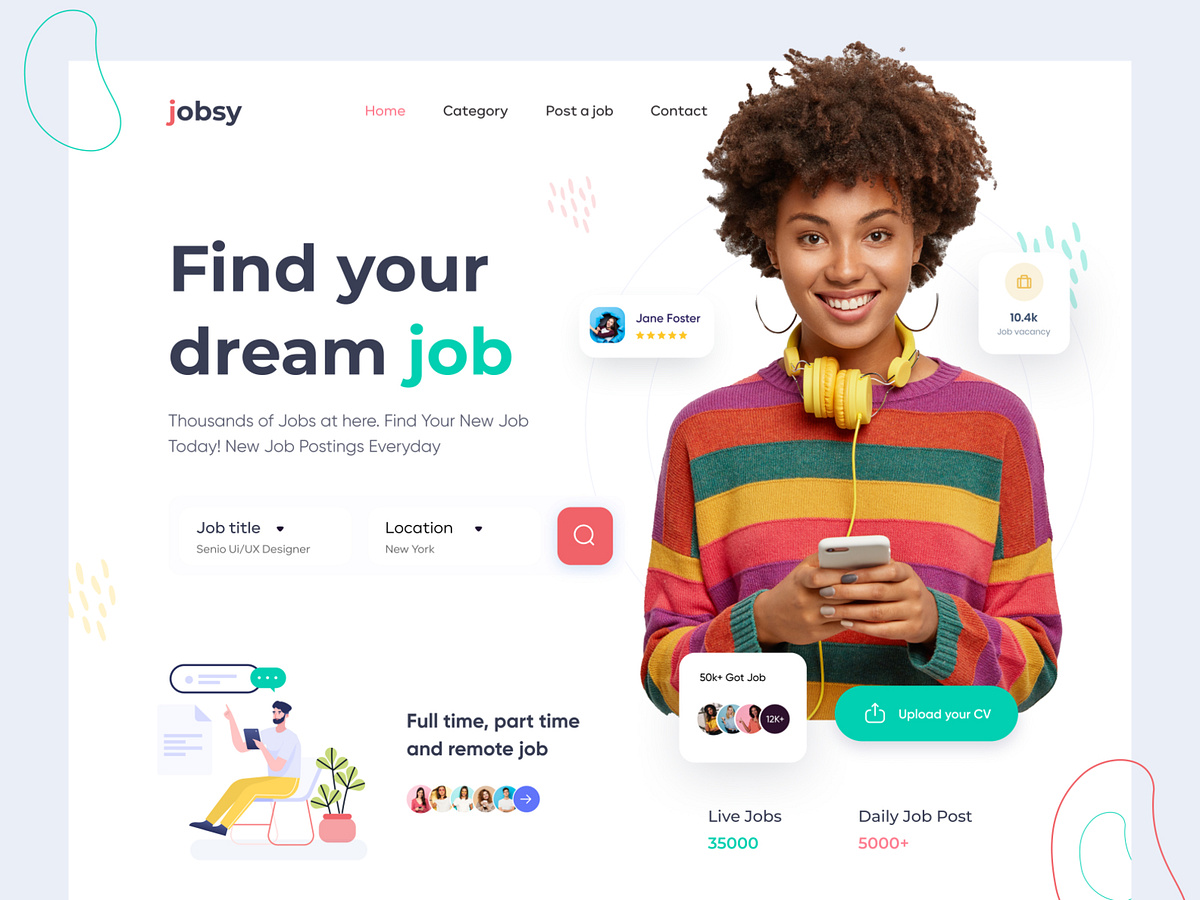 jobsy
Home
Category
Post a job
Contact
Find your
dream job
Thousands of Jobs at here. Find Your New Job
Today! New Job Postings Everyday
Job title
Senio Ui/UX Designer
Location
New York
Jane Foster
10.4k
Job vacancy
Full time, part time
and remote job
50k+ Got Job
12K+
Upload your CV
Live Jobs
35000
Daily Job Post
5000+